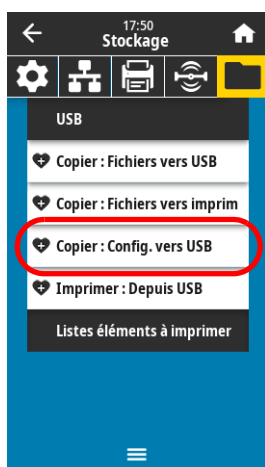 17:50
Stockage
USB
Copier : Fichiers vers USB
Copier : Fichiers vers imprim
Copier : Config. vers USB
Imprimer : Depuis USB
Listes éléments à imprimer